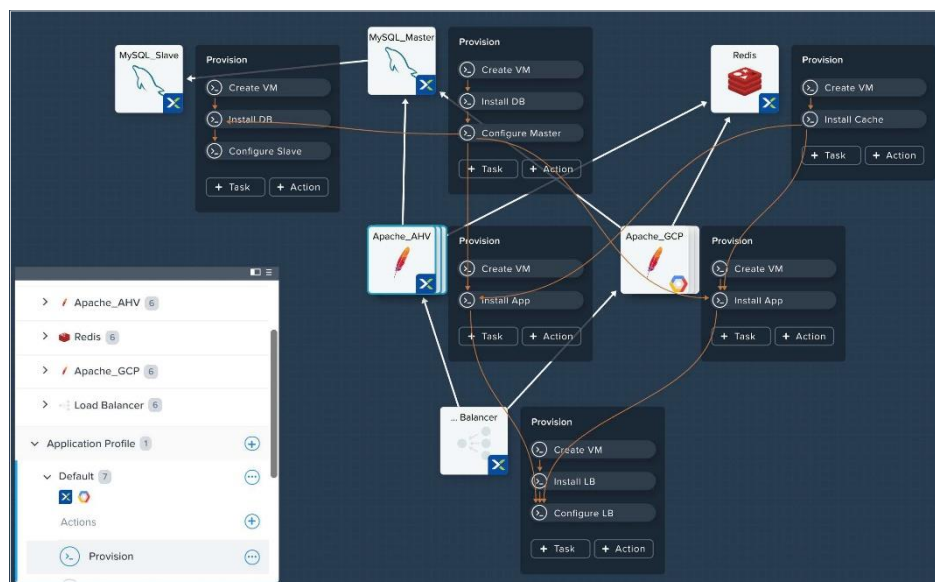 MySQL_Slave
Provision
Create VM
Install DB
Configure Slave
+ Task
+ Action
MySQL_Master
Provision
Create VM
Install DB
Configure Master
+ Task
+ Action
Redis
Provision
Create VM
Install Cache
+ Task
+ Action
Apache_AHV
Provision
Create VM
Install App
+ Task
+ Action
Apache_GCP
Provision
Create VM
Install App
+ Task
+ Action
... Balancer
Provision
Create VM
Install LB
Configure LB
+ Task
+ Action
Apache_AHV 6
Redis 6
Apache_GCP 6
Load Balancer 6
Application Profile 1
Default 7
Actions
Provision